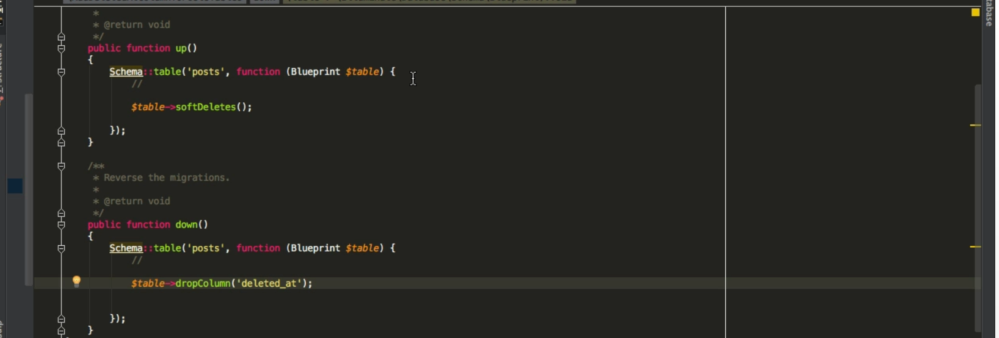 *
* @return void
*/
public function up()
{
Schema::table('posts', function (Blueprint $table) {
//
$table->softDeletes();
});
}
/**
* Reverse the migrations.
*
* @return void
*/
public function down()
{
Schema::table('posts', function (Blueprint $table) {
//
$table->dropColumn('deleted_at');
});
}